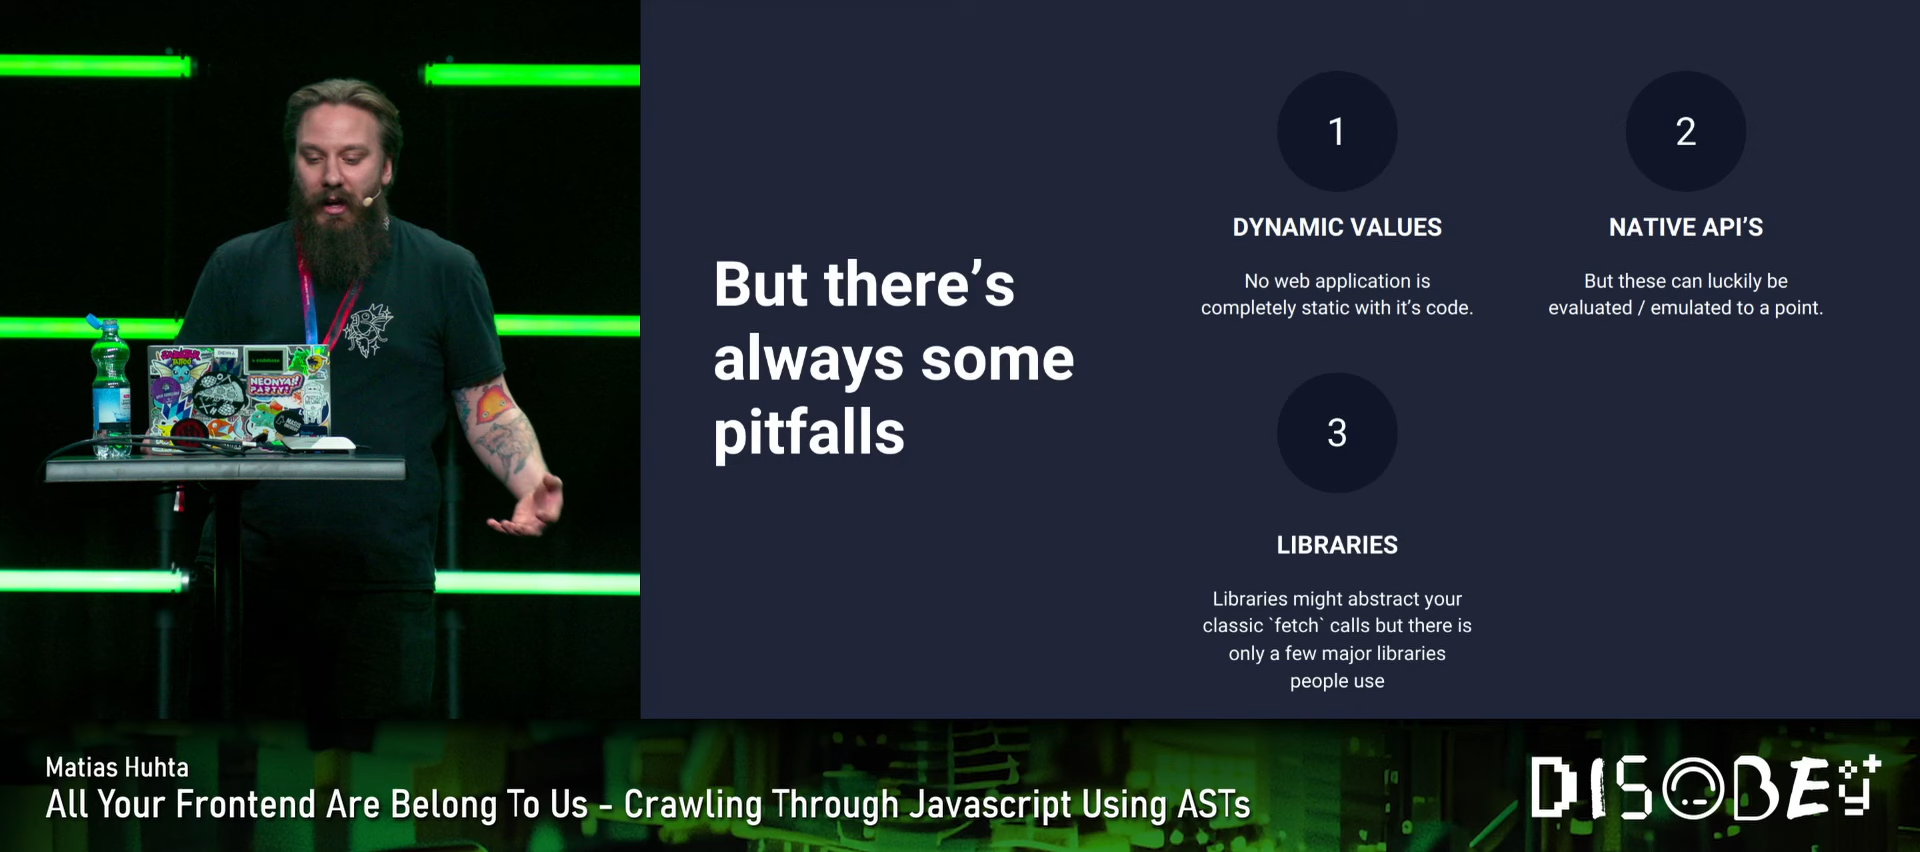 But there’s
always some
pitfalls
1
DYNAMIC VALUES
No web application is
completely static with it’s code.
2
NATIVE API’S
But these can luckily be
evaluated / emulated to a point.
3
LIBRARIES
Libraries might abstract your
classic `fetch` calls but there is
only a few major libraries
people use
NEONYA!!
PARTY!
Matias Huhta
All Your Frontend Are Belong To Us - Crawling Through Javascript Using ASTs
DISOBEY